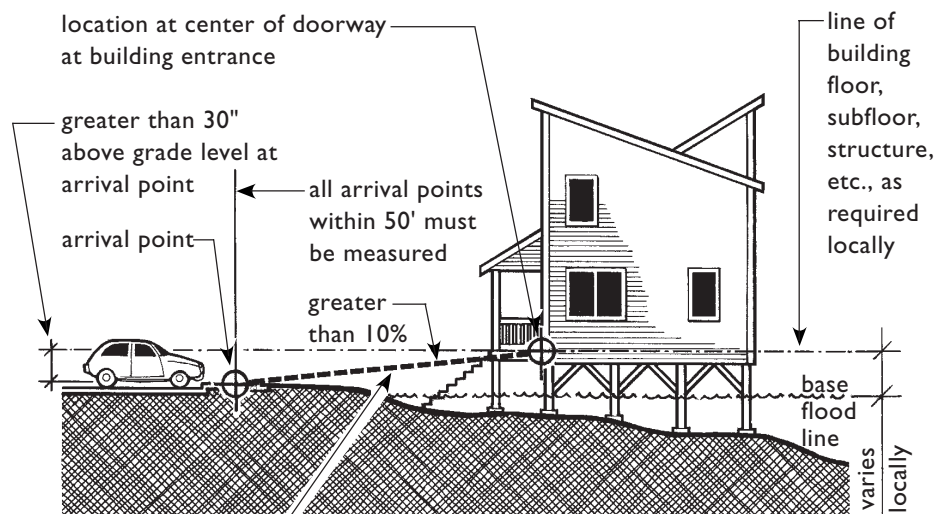 location at center of doorway
at building entrance
greater than 30"
above grade level at
arrival point
all arrival points
within 50' must
be measured
arrival point
greater
than 10%
line of
building
floor,
subfloor,
structure,
etc., as
required
locally
base
flood
line
varies
locally